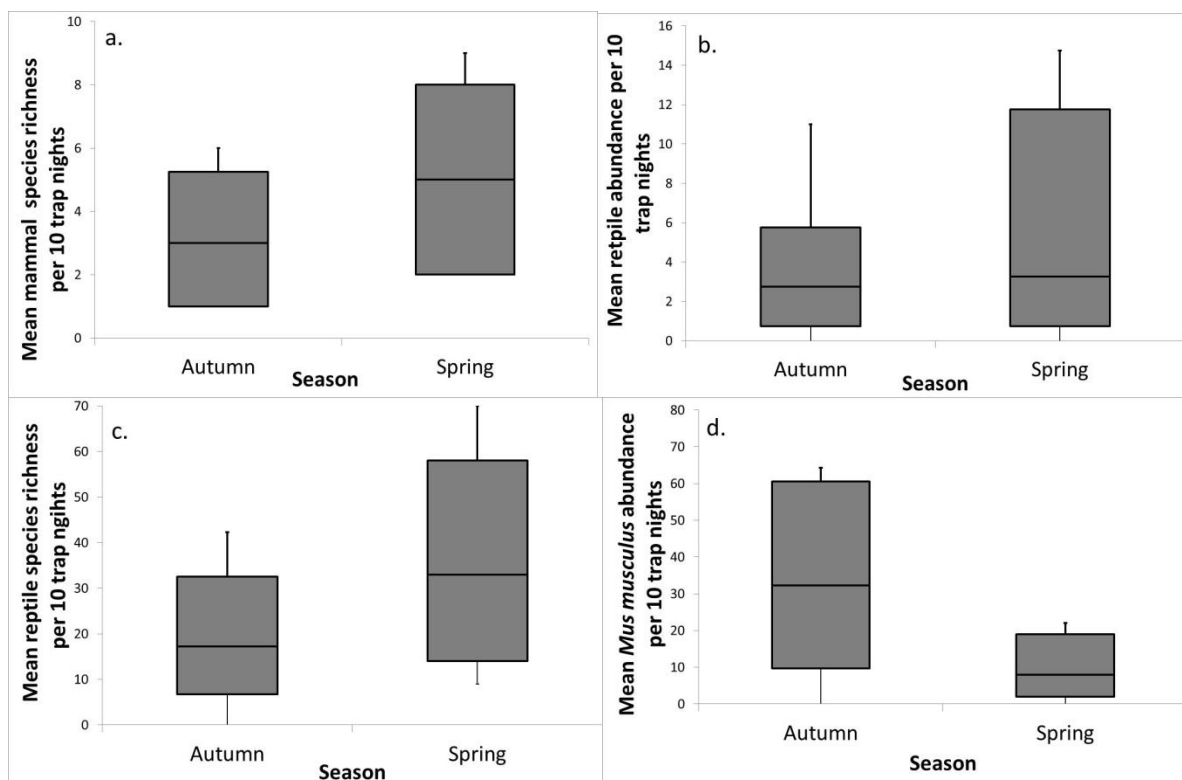 a.
Mean mammal species richness
per 10 trap nights
10
8
6
4
2
0
Autumn
Spring
Season
b.
Mean retpile abundance per 10
trap nights
16
14
12
10
8
6
4
2
0
Autumn
Spring
Season
c.
Mean reptile species richness
per 10 trap ngihts
70
60
50
40
30
20
10
0
Autumn
Spring
Season
d.
Mean Mus musculus abundance
per 10 trap nights
80
70
60
50
40
30
20
10
0
Autumn
Spring
Season